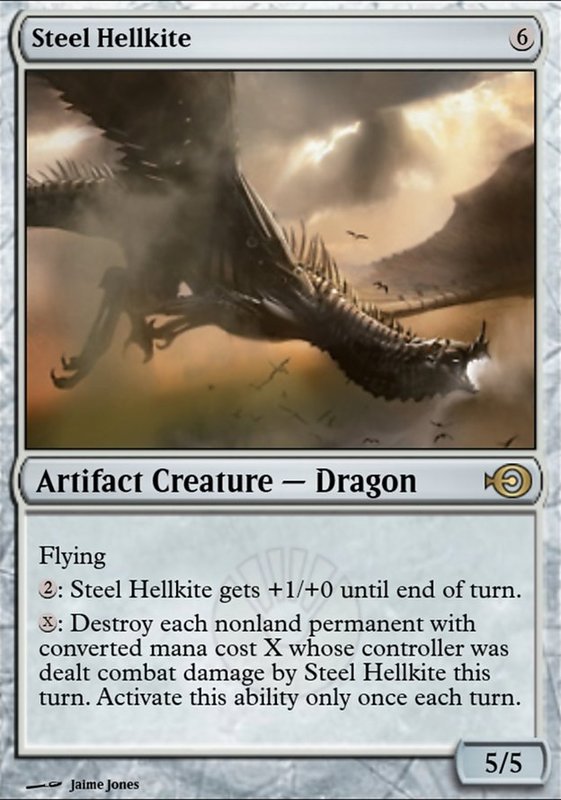 Steel Hellkite 6
Artifact Creature — Dragon
Flying
2: Steel Hellkite gets +1/+0 until end of turn.
X: Destroy each nonland permanent with
converted mana cost X whose controller was
dealt combat damage by Steel Hellkite this
turn. Activate this ability only once each turn.
5/5
Jaime Jones